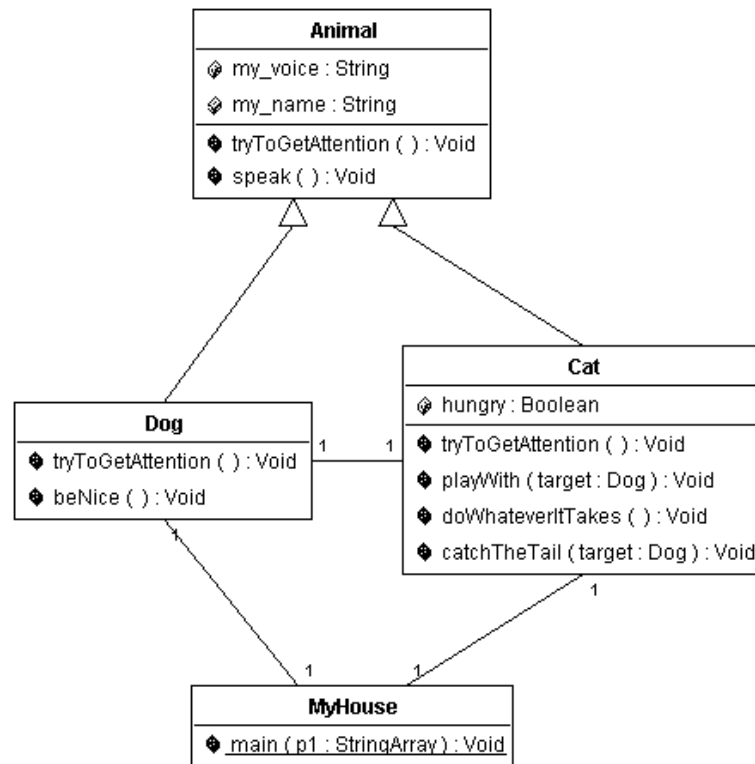 Animal
my_voice : String
my_name : String
tryToGetAttention ( ) : Void
speak ( ) : Void
Cat
hungry : Boolean
tryToGetAttention ( ) : Void
playWith ( target : Dog ) : Void
doWhateverItTakes ( ) : Void
catchTheTail ( target : Dog ) : Void
Dog
tryToGetAttention ( ) : Void
beNice ( ) : Void
1
1
1
1
1
1
MyHouse
main ( p1 : StringArray ) : Void